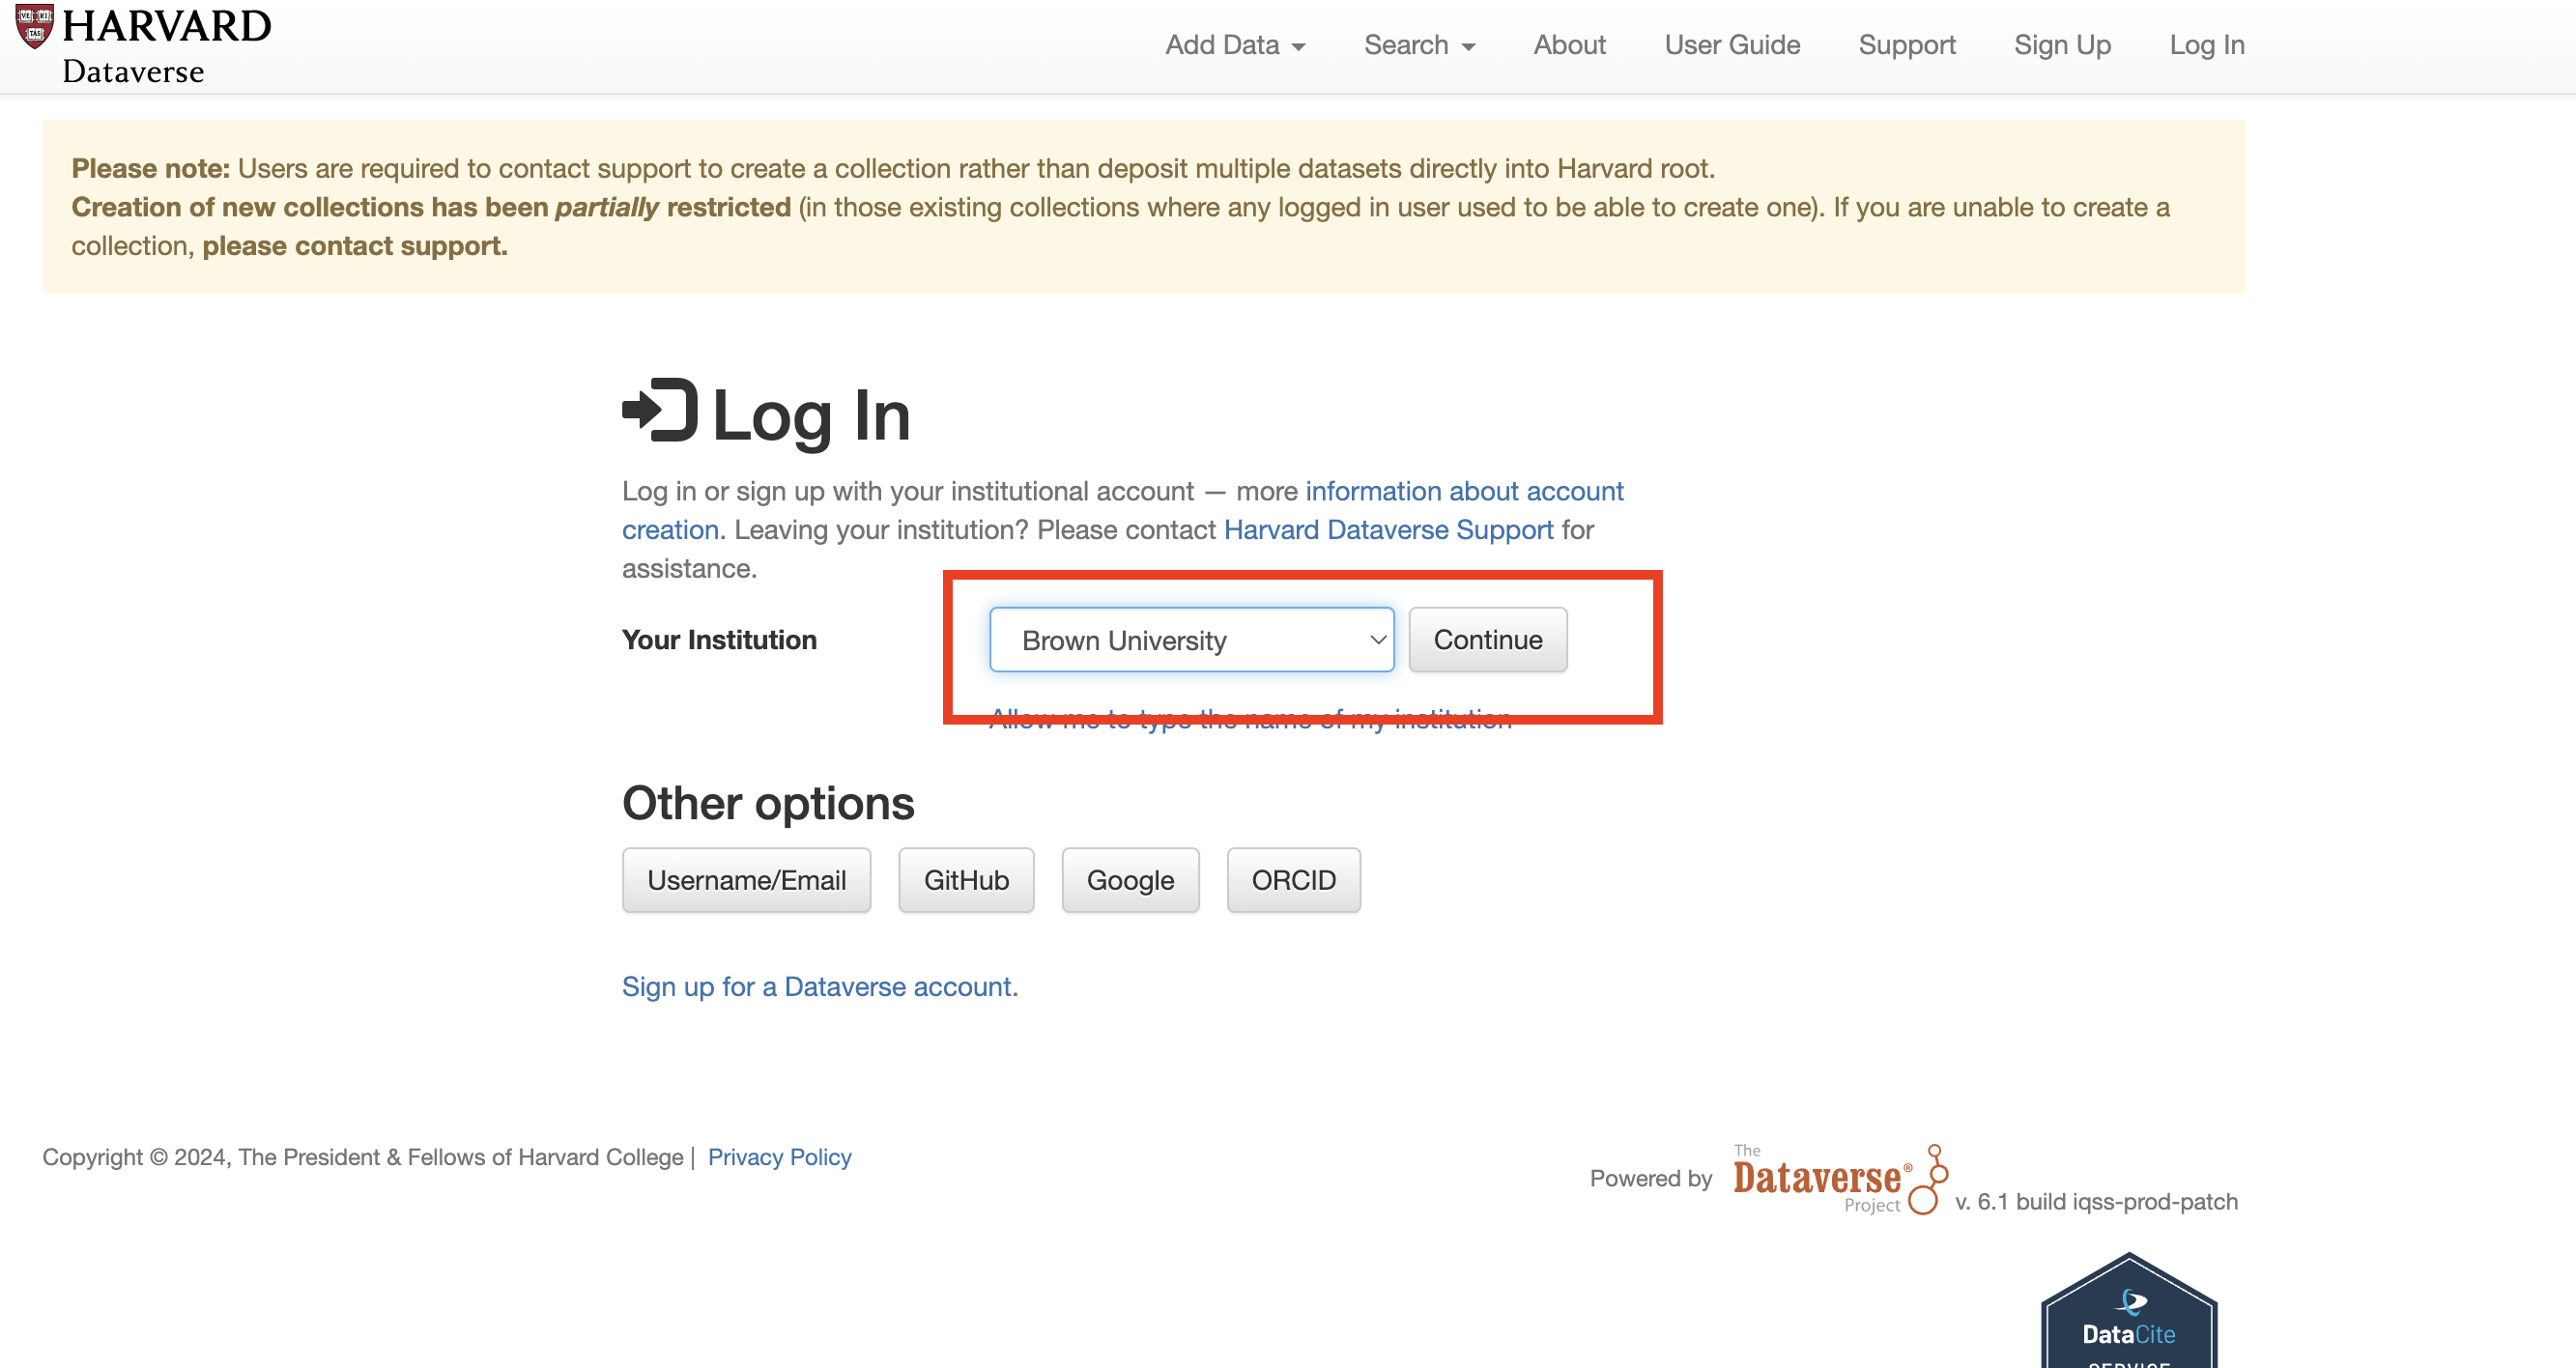 HARVARD
Dataverse
Add Data
Search
About
User Guide
Support
Sign Up
Log In
Please note: Users are required to contact support to create a collection rather than deposit multiple datasets directly into Harvard root.
Creation of new collections has been partially restricted (in those existing collections where any logged in user used to be able to create one). If you are unable to create a
collection, please contact support.
Log In
Log in or sign up with your institutional account — more information about account
creation. Leaving your institution? Please contact Harvard Dataverse Support for
assistance.
Your Institution
Brown University
Continue
Allow me to type the name of my institution
Other options
Username/Email
GitHub
Google
ORCID
Sign up for a Dataverse account.
Copyright © 2024, The President & Fellows of Harvard College | Privacy Policy
Powered by
The
Dataverse®
Project
v. 6.1 build iqss-prod-patch
DataCite
SERVICE